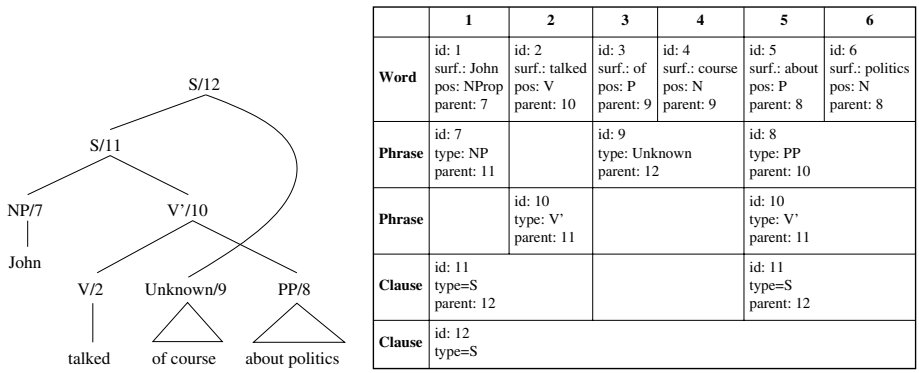 S/12
S/11
NP/7 V'/10
John
V/2 Unknown/9 PP/8
talked of course about politics
1 2 3 4 5 6
Word
id: 1
surf.: John
pos: NProp
parent: 7
id: 2
surf.: talked
pos: V
parent: 10
id: 3
surf.: of
pos: P
parent: 9
id: 4
surf.: course
pos: N
parent: 9
id: 5
surf.: about
pos: P
parent: 8
id: 6
surf.: politics
pos: N
parent: 8
Phrase
id: 7
type: NP
parent: 11
id: 9
type: Unknown
parent: 12
id: 8
type: PP
parent: 10
Phrase
id: 10
type: V'
parent: 11
id: 10
type: V'
parent: 11
Clause
id: 11
type=S
parent: 12
id: 11
type=S
parent: 12
Clause
id: 12
type=S